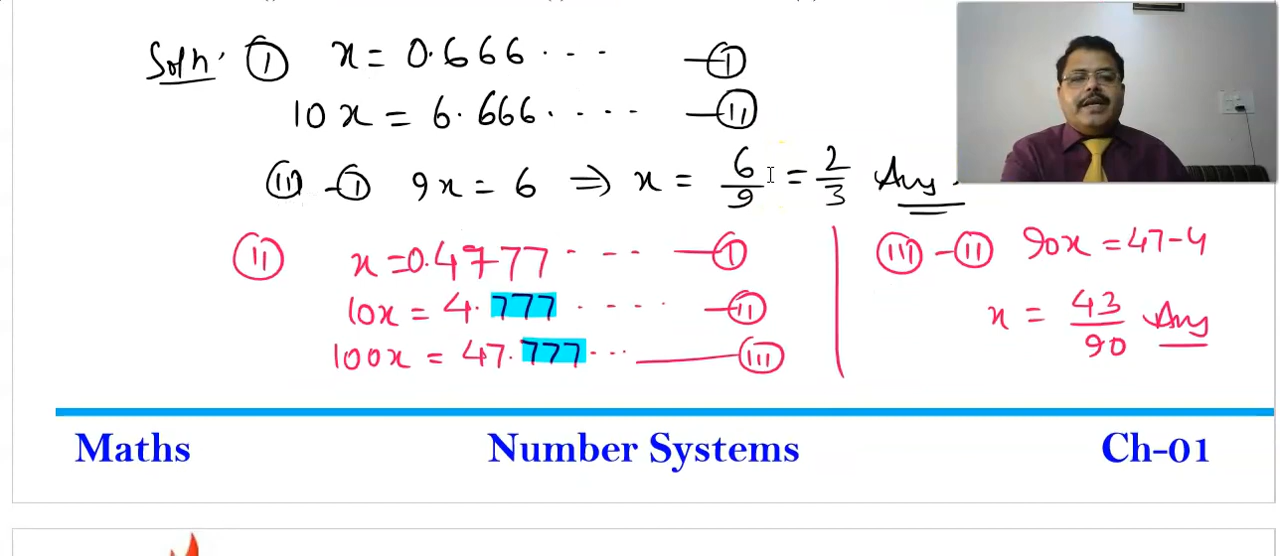 Soln: (I) x = 0.666... —(I)
10x = 6.666.... —(II)
(II) - (I) 9x = 6 ⇒ x = 6/9 = 2/3 Ans.
(II) x = 0.4777... —(I)
10x = 4.777..... —(II)
100x = 47.777... —(III)
(III) - (II) 90x = 47-4
x = 43/90 Ans
Maths Number Systems Ch-01